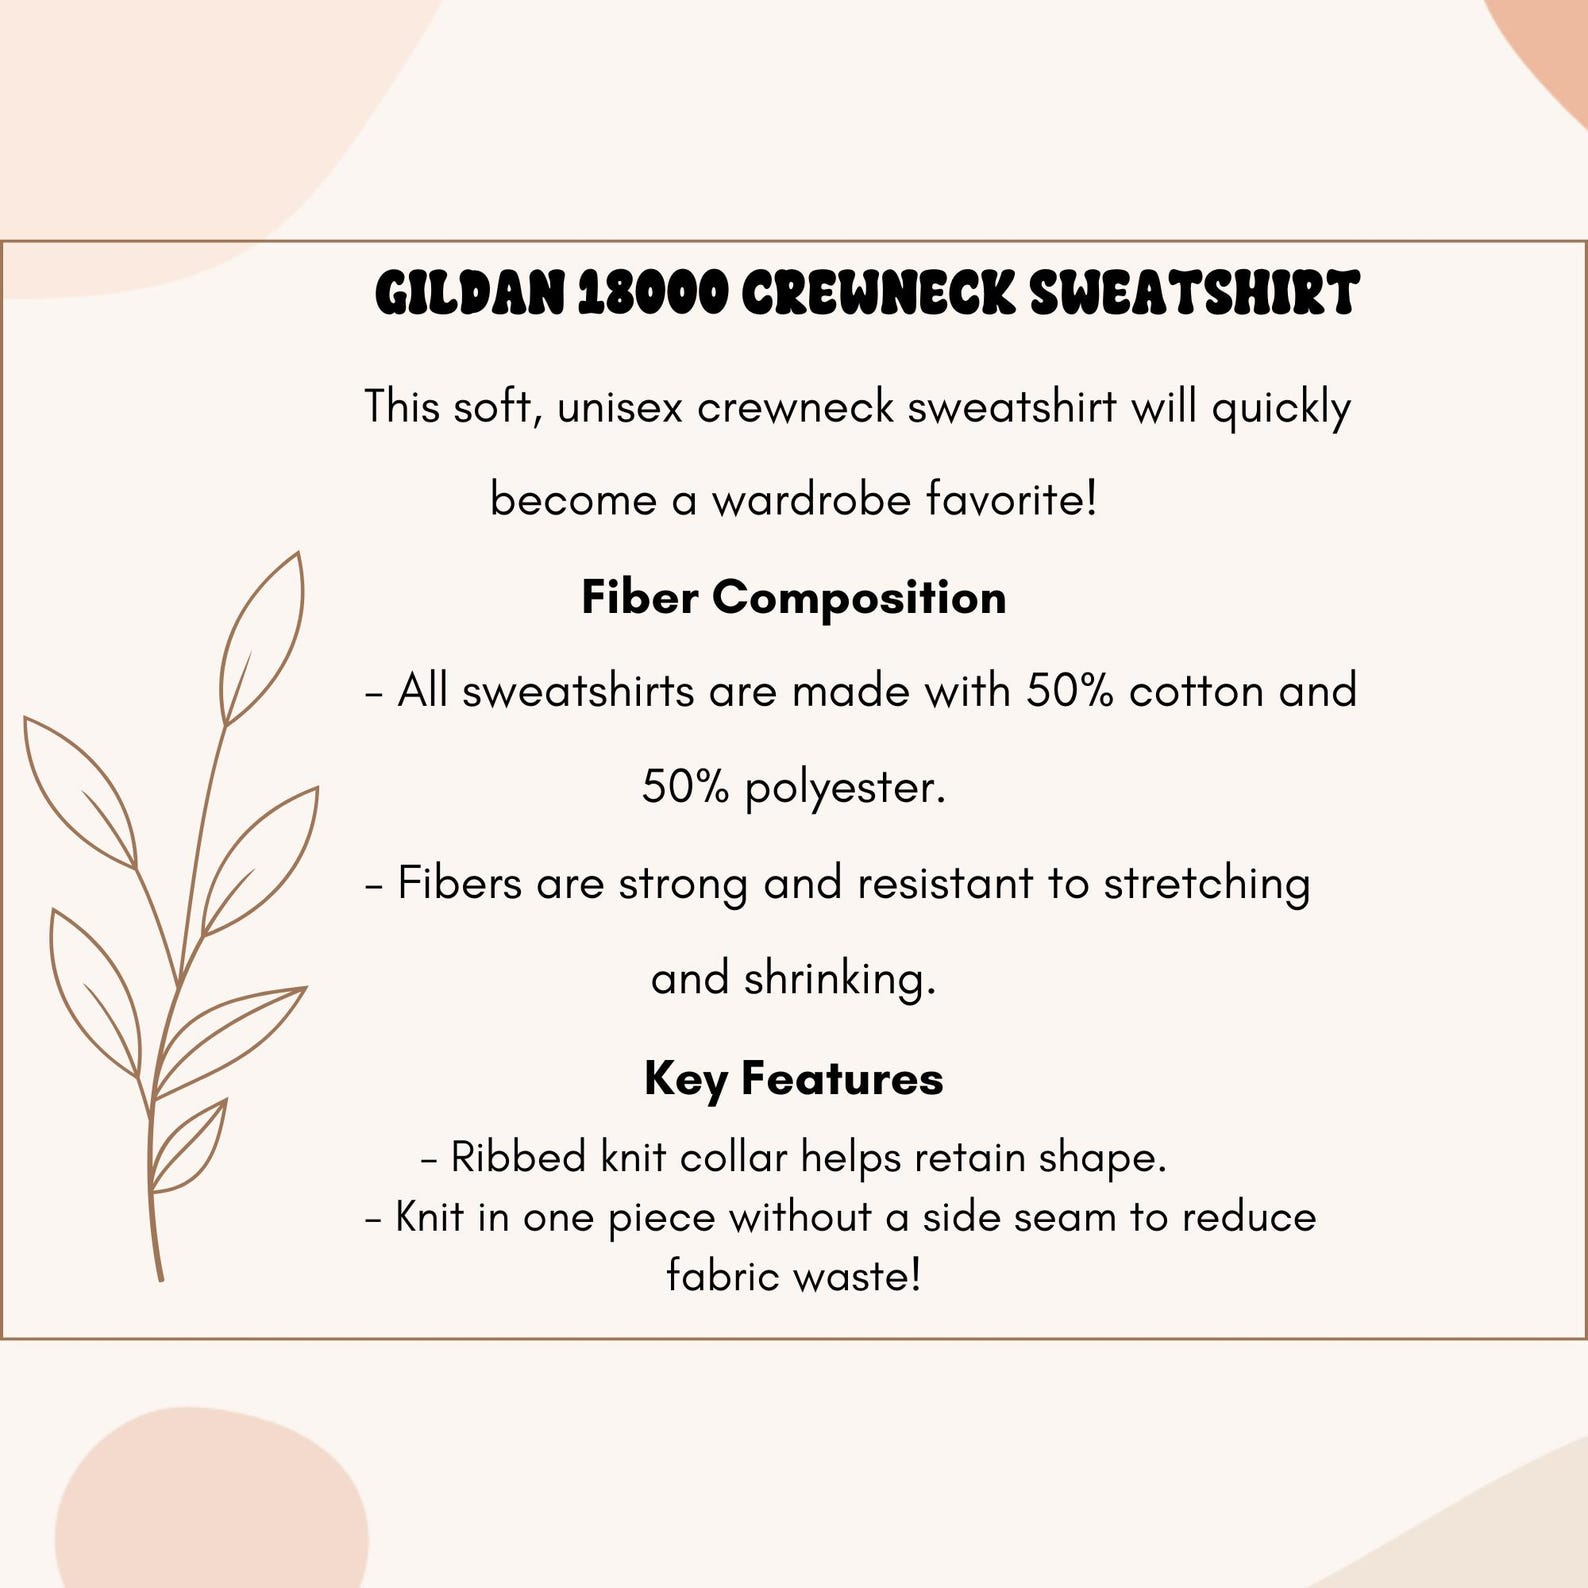 GILDAN 18000 CREWNECK SWEATSHIRT
This soft, unisex crewneck sweatshirt will quickly
become a wardrobe favorite!
Fiber Composition
- All sweatshirts are made with 50% cotton and
50% polyester.
- Fibers are strong and resistant to stretching
and shrinking.
Key Features
- Ribbed knit collar helps retain shape.
- Knit in one piece without a side seam to reduce
fabric waste!